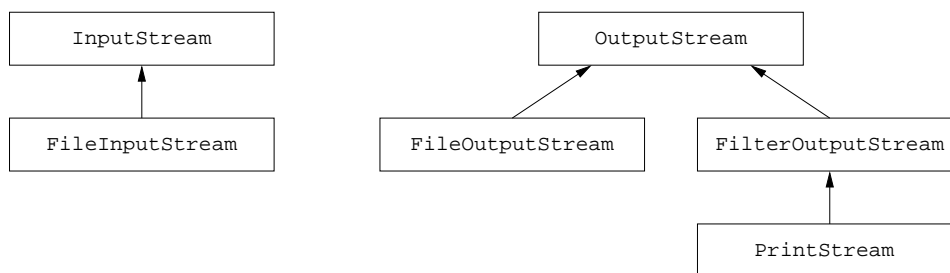 InputStream
OutputStream
FileInputStream
FileOutputStream
FilterOutputStream
PrintStream